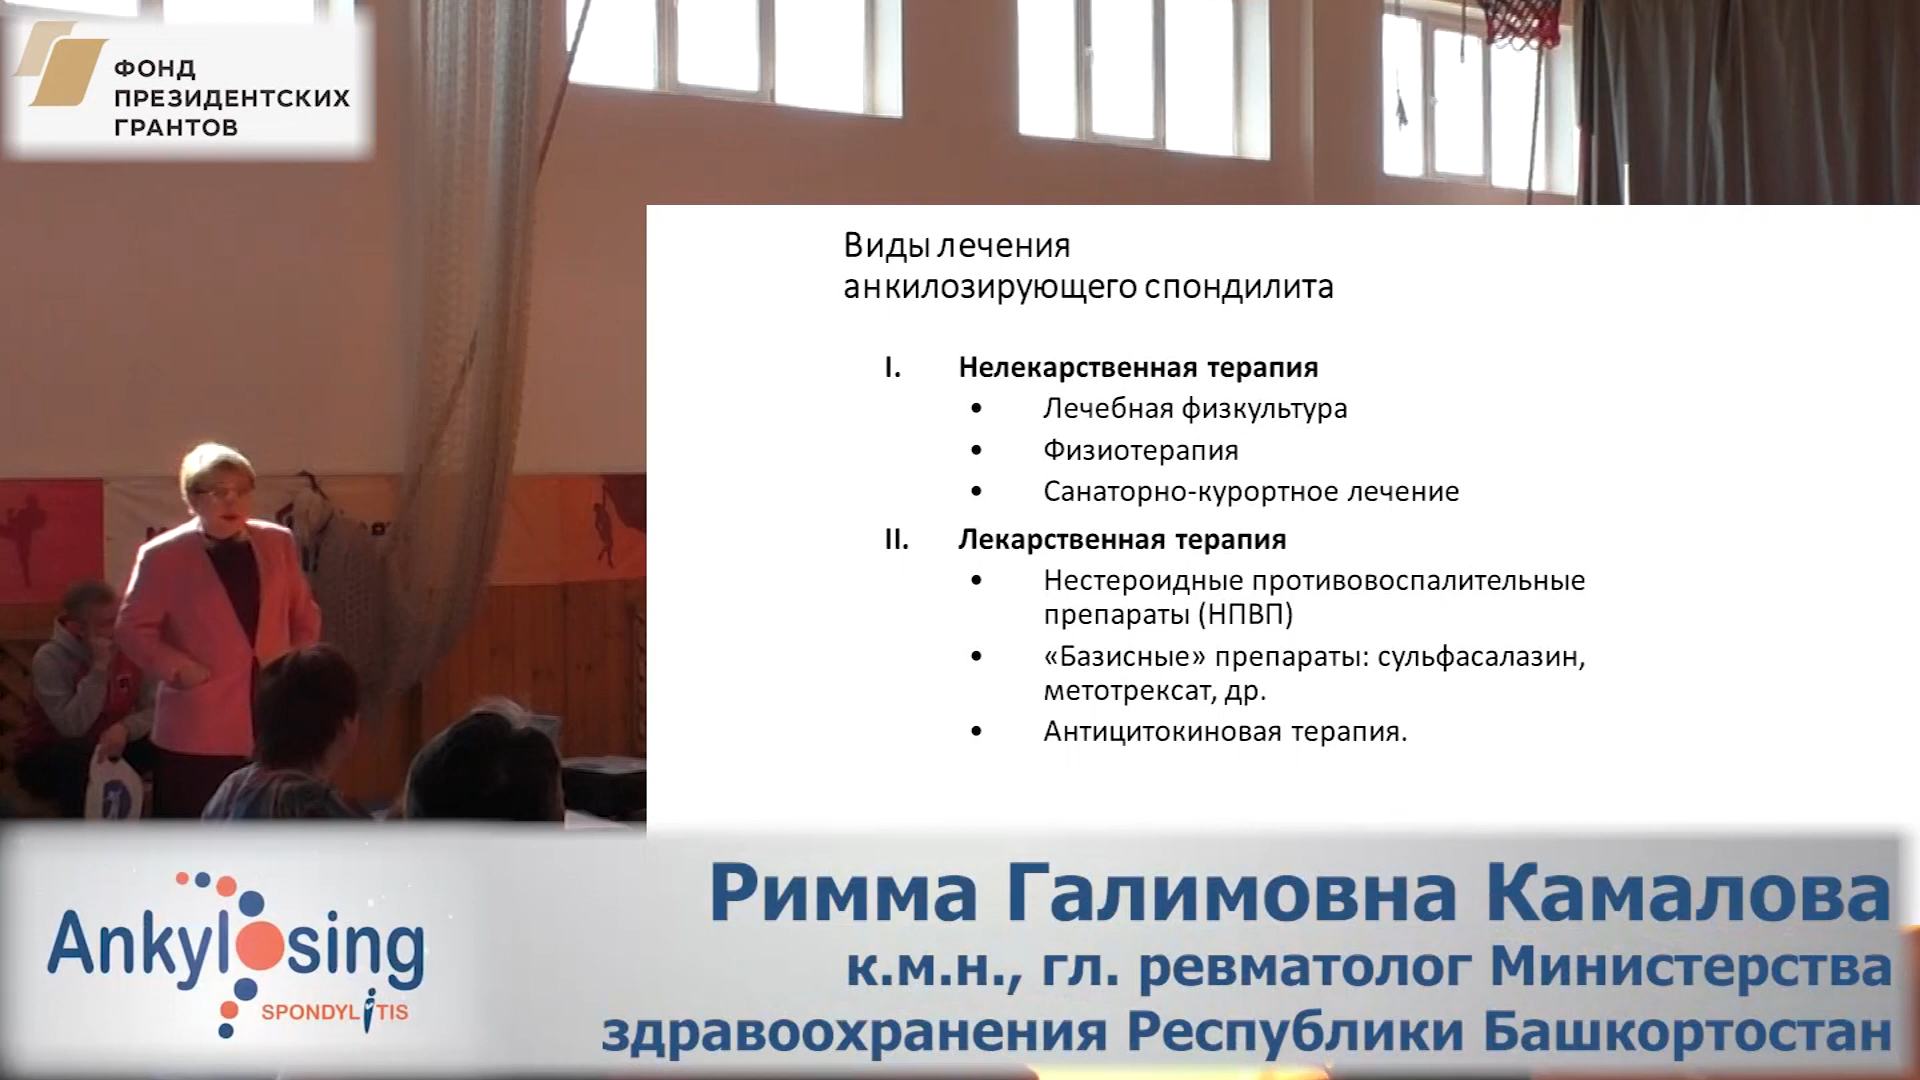 ФОНД
ПРЕЗИДЕНТСКИХ
ГРАНТОВ
Виды лечения
анкилозирующего спондилита
I. Нелекарственная терапия
• Лечебная физкультура
• Физиотерапия
• Санаторно-курортное лечение
II. Лекарственная терапия
• Нестероидные противовоспалительные
препараты (НПВП)
• «Базисные» препараты: сульфасалазин,
метотрексат, др.
• Антицитокиновая терапия.
Ankylosing
SPONDYLITIS
Римма Галимовна Камалова
к.м.н., гл. ревматолог Министерства
здравоохранения Республики Башкортостан